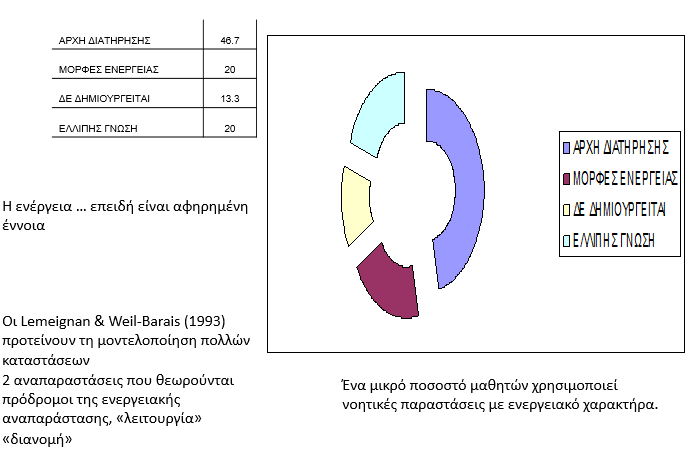 ΑΡΧΗ ΔΙΑΤΗΡΗΣΗΣ 46.7
ΜΟΡΦΕΣ ΕΝΕΡΓΕΙΑΣ 20
ΔΕ ΔΗΜΙΟΥΡΓΕΙΤΑΙ 13.3
ΕΛΛΙΠΗΣ ΓΝΩΣΗ 20
ΑΡΧΗ ΔΙΑΤΗΡΗΣΗΣ
ΜΟΡΦΕΣ ΕΝΕΡΓΕΙΑΣ
ΔΕ ΔΗΜΙΟΥΡΓΕΙΤΑΙ
ΕΛΛΙΠΗΣ ΓΝΩΣΗ
Η ενέργεια ... επειδή είναι αφηρημένη
έννοια
Οι Lemeignan & Weil-Barais (1993)
προτείνουν τη μοντελοποίηση πολλών
καταστάσεων
2 αναπαραστάσεις που θεωρούνται
πρόδρομοι της ενεργειακής
αναπαράστασης, «λειτουργία»
«διανομή»
Ένα μικρό ποσοστό μαθητών χρησιμοποιεί
νοητικές παραστάσεις με ενεργειακό χαρακτήρα.